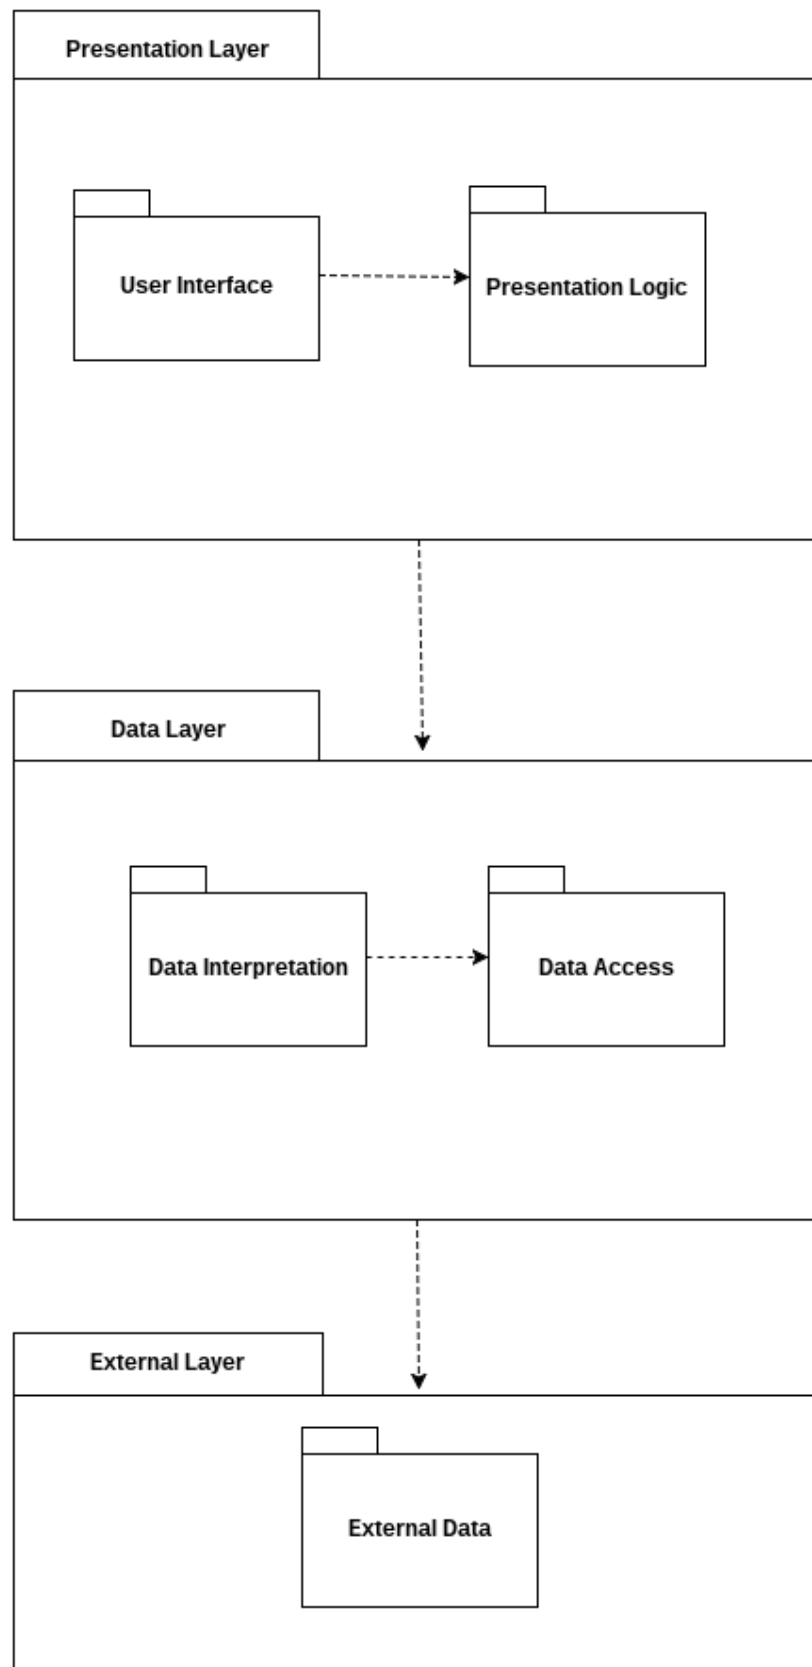 Presentation Layer
User Interface
Presentation Logic
Data Layer
Data Interpretation
Data Access
External Layer
External Data